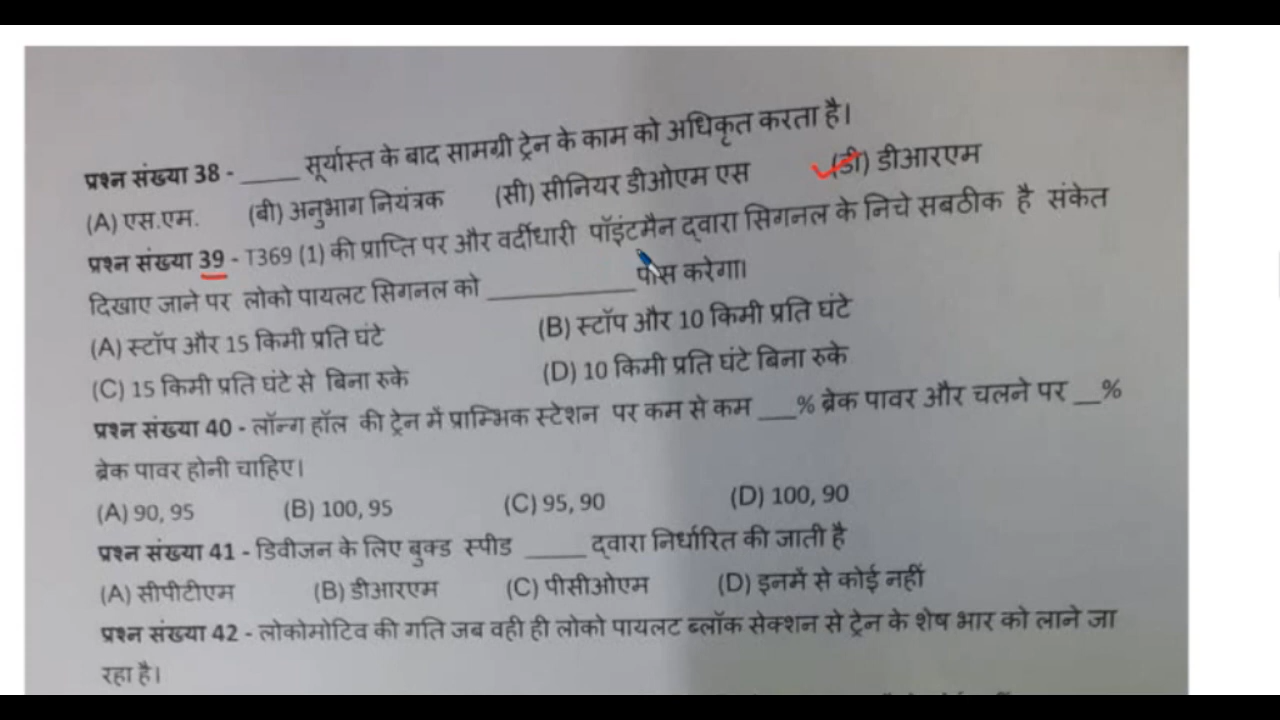 प्रश्न संख्या 38 - _____ सूर्यास्त के बाद सामग्री ट्रेन के काम को अधिकृत करता है।
(A) एस.एम. (बी) अनुभाग नियंत्रक (सी) सीनियर डीओएम एस (डी) डीआरएम
प्रश्न संख्या 39 - T369 (1) की प्राप्ति पर और वर्दीधारी पॉइंटमैन द्वारा सिगनल के निचे सबठीक है संकेत
दिखाए जाने पर लोको पायलट सिगनल को _____________ पास करेगा।
(A) स्टॉप और 15 किमी प्रति घंटे (B) स्टॉप और 10 किमी प्रति घंटे
(C) 15 किमी प्रति घंटे से बिना रुके (D) 10 किमी प्रति घंटे बिना रुके
प्रश्न संख्या 40 - लॉन्ग हॉल की ट्रेन में प्राम्भिक स्टेशन पर कम से कम ___% ब्रेक पावर और चलने पर __%
ब्रेक पावर होनी चाहिए।
(A) 90, 95 (B) 100, 95 (C) 95, 90 (D) 100, 90
प्रश्न संख्या 41 - डिवीजन के लिए बुक्ड स्पीड _____ द्वारा निर्धारित की जाती है
(A) सीपीटीएम (B) डीआरएम (C) पीसीओएम (D) इनमें से कोई नहीं
प्रश्न संख्या 42 - लोकोमोटिव की गति जब वही ही लोको पायलट ब्लॉक सेक्शन से ट्रेन के शेष भार को लाने जा
रहा है।